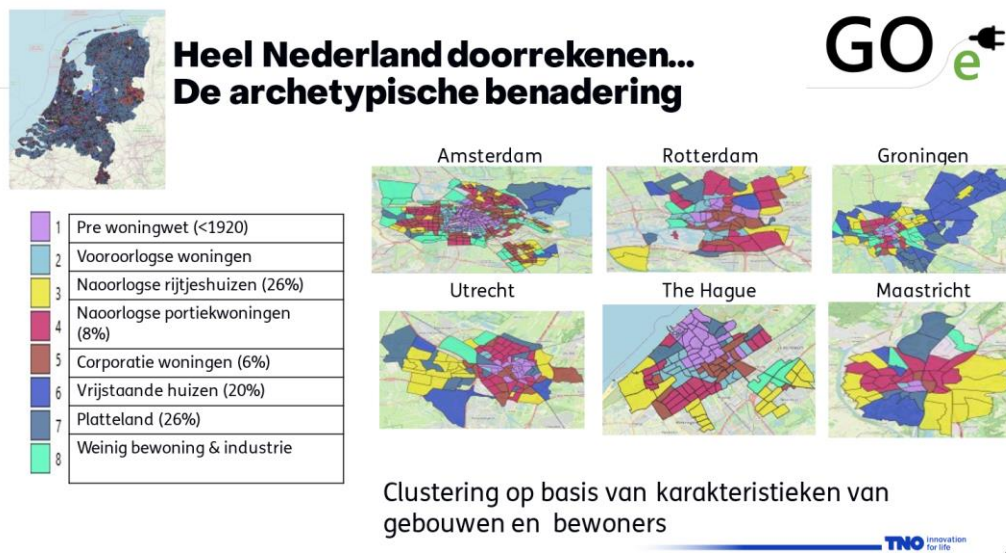 Heel Nederland doorrekenen...
De archetypische benadering
GO e
Amsterdam
Rotterdam
Groningen
1 Pre woningwet (<1920)
2 Vooroorlogse woningen
3 Naoorlogse rijtjeshuizen (26%)
4 Naoorlogse portiekwoningen
(8%)
5 Corporatie woningen (6%)
6 Vrijstaande huizen (20%)
7 Platteland (26%)
8 Weinig bewoning & industrie
Utrecht
The Hague
Maastricht
Clustering op basis van karakteristieken van
gebouwen en bewoners
TNO innovation
for life